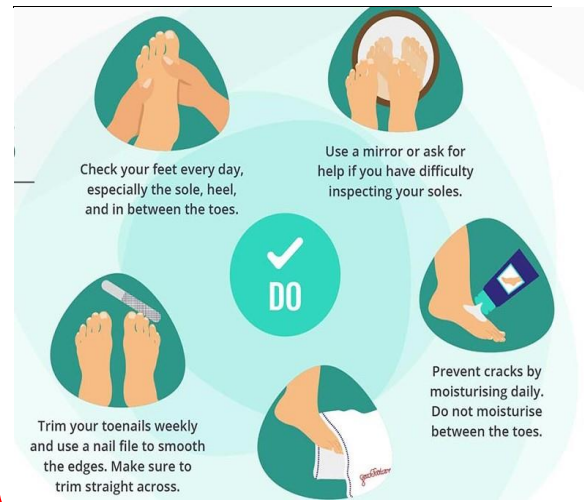 Check your feet every day,
especially the sole, heel,
and in between the toes.
Use a mirror or ask for
help if you have difficulty
inspecting your soles.
DO
Prevent cracks by
moisturising daily.
Do not moisturise
between the toes.
Trim your toenails weekly
and use a nail file to smooth
the edges. Make sure to
trim straight across.